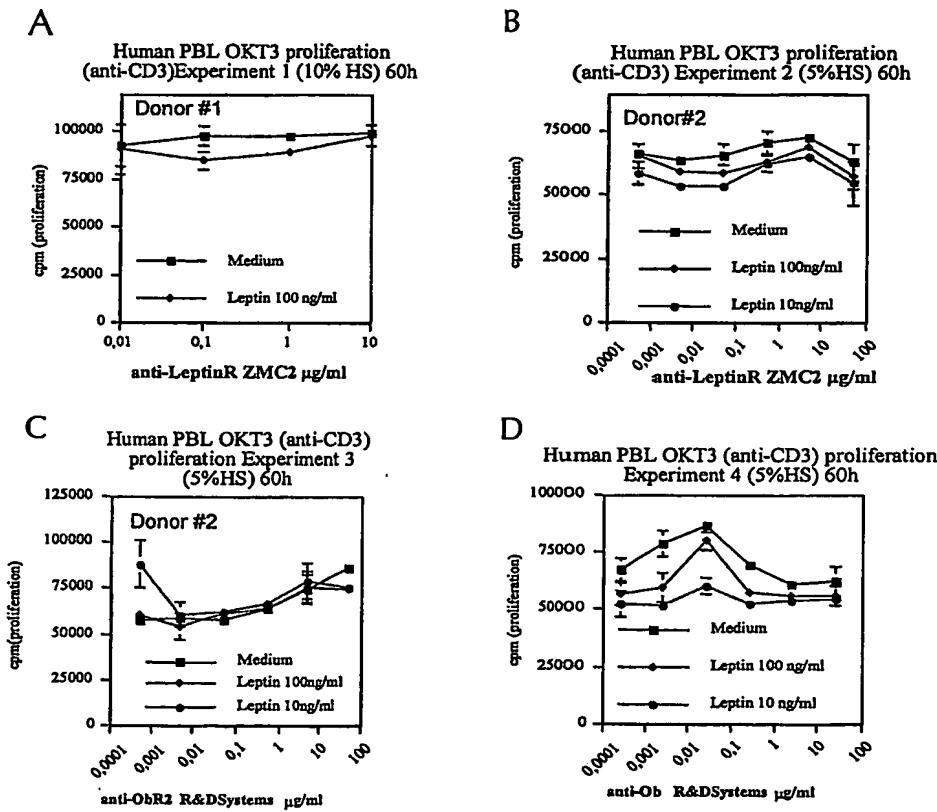 A
Human PBL OKT3 proliferation
(anti-CD3)Experiment 1 (10% HS) 60h
Donor #1
100000
75000
50000
25000
0
cpm (proliferation)
Medium
Leptin 100 ng/ml
0,01
0,1
1
10
anti-LeptinR ZMC2 µg/ml
B
Human PBL OKT3 proliferation
(anti-CD3) Experiment 2 (5%HS) 60h
Donor#2
75000
50000
25000
0
cpm (proliferation)
Medium
Leptin 100ng/ml
Leptin 10ng/ml
0,0001
0,001
0,01
0,1
1
10
100
anti-LeptinR ZMC2 µg/ml
C
Human PBL OKT3 (anti-CD3)
proliferation Experiment 3
(5%HS) 60h
Donor #2
125000
100000
75000
50000
25000
0
cpm(proliferation)
Medium
Leptin 100ng/ml
Leptin 10ng/ml
0,0001
0,001
0,01
0,1
1
10
100
anti-ObR2 R&DSystems µg/ml
D
Human PBL OKT3 (anti-CD3) proliferation
Experiment 4 (5%HS) 60h
100000
75000
50000
25000
0
cpm (proliferation)
Medium
Leptin 100 ng/ml
Leptin 10 ng/ml
0,0001
0,001
0,01
0,1
1
10
100
anti-Ob R&DSystems µg/ml